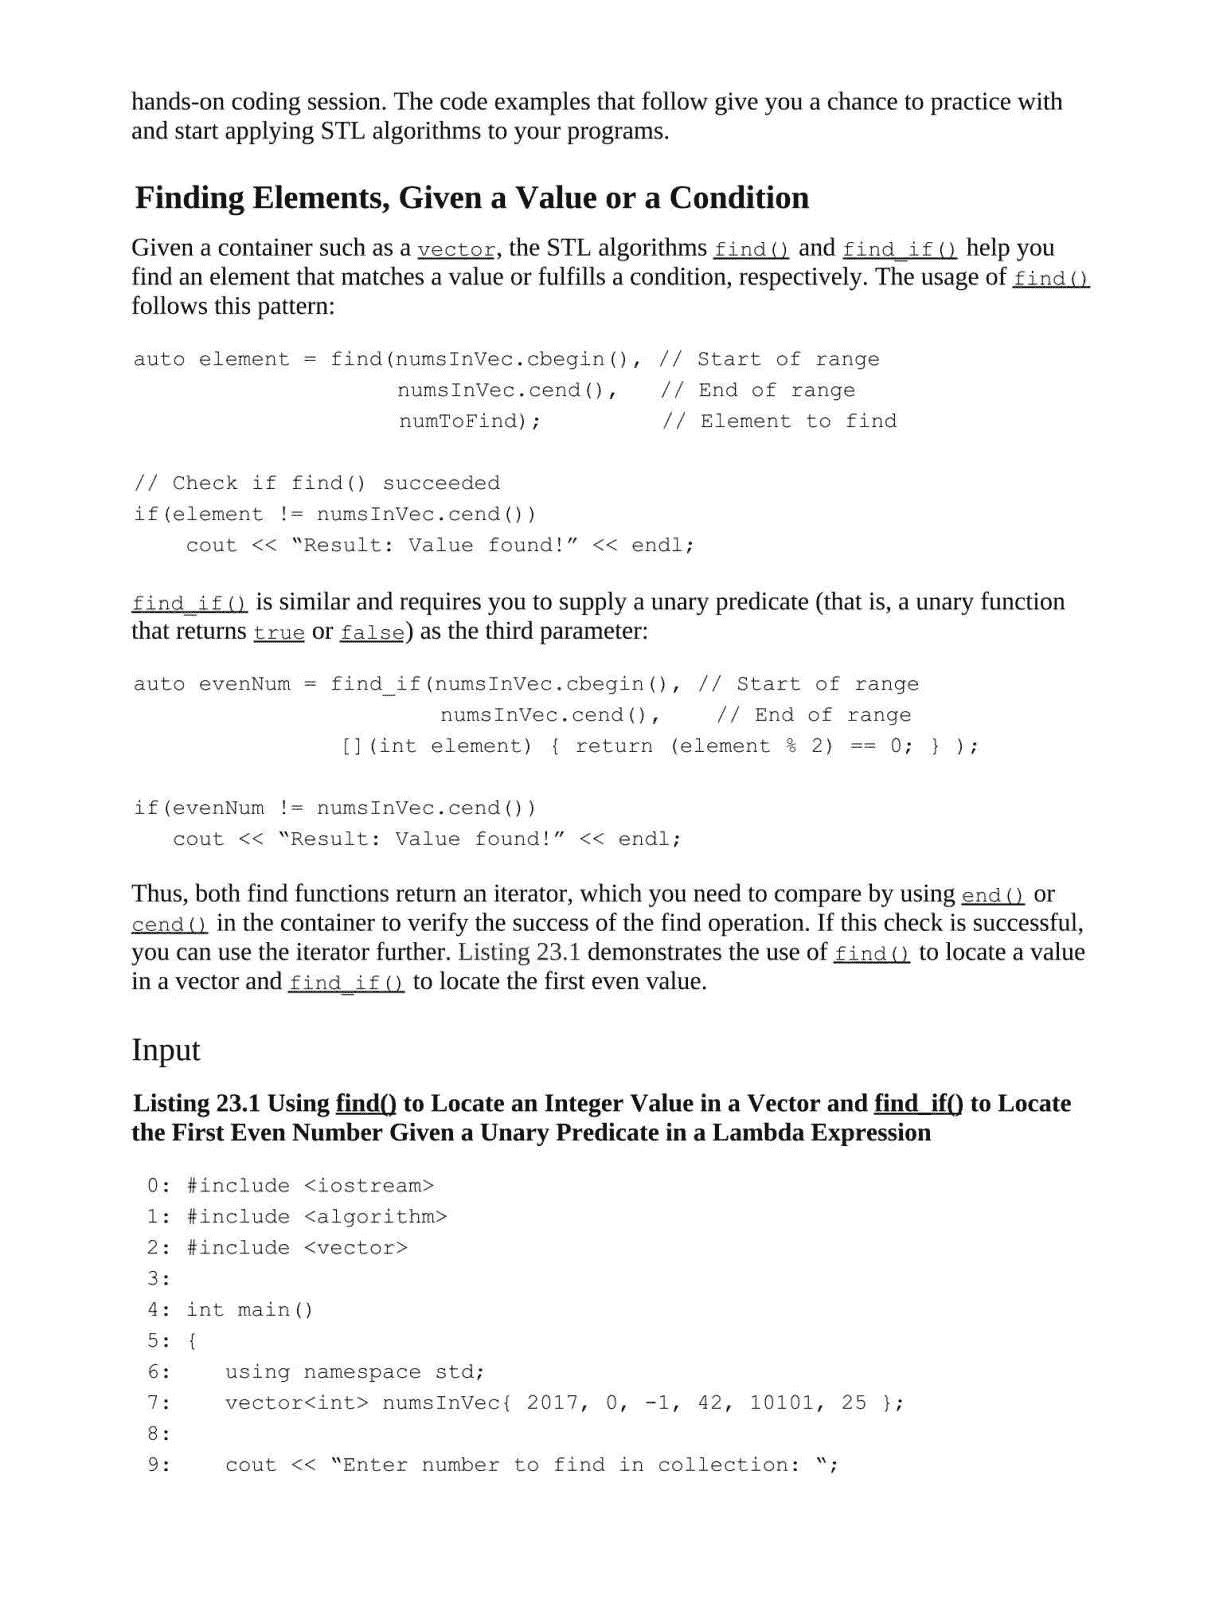 hands-on coding session. The code examples that follow give you a chance to practice with
and start applying STL algorithms to your programs.
Finding Elements, Given a Value or a Condition
Given a container such as a vector, the STL algorithms find() and find_if() help you
find an element that matches a value or fulfills a condition, respectively. The usage of find()
follows this pattern:
auto element = find(numsInVec.cbegin(), // Start of range
numsInVec.cend(), // End of range
numToFind); // Element to find
// Check if find() succeeded
if(element != numsInVec.cend())
cout << “Result: Value found!” << endl;
find_if() is similar and requires you to supply a unary predicate (that is, a unary function
that returns true or false) as the third parameter:
auto evenNum = find_if(numsInVec.cbegin(), // Start of range
numsInVec.cend(), // End of range
[](int element) { return (element % 2) == 0; } );
if(evenNum != numsInVec.cend())
cout << “Result: Value found!” << endl;
Thus, both find functions return an iterator, which you need to compare by using end() or
cend() in the container to verify the success of the find operation. If this check is successful,
you can use the iterator further. Listing 23.1 demonstrates the use of find() to locate a value
in a vector and find_if() to locate the first even value.
Input
Listing 23.1 Using find() to Locate an Integer Value in a Vector and find_if() to Locate
the First Even Number Given a Unary Predicate in a Lambda Expression
0: #include <iostream>
1: #include <algorithm>
2: #include <vector>
3:
4: int main()
5: {
6: using namespace std;
7: vector<int> numsInVec{ 2017, 0, -1, 42, 10101, 25 };
8:
9: cout << “Enter number to find in collection: “;